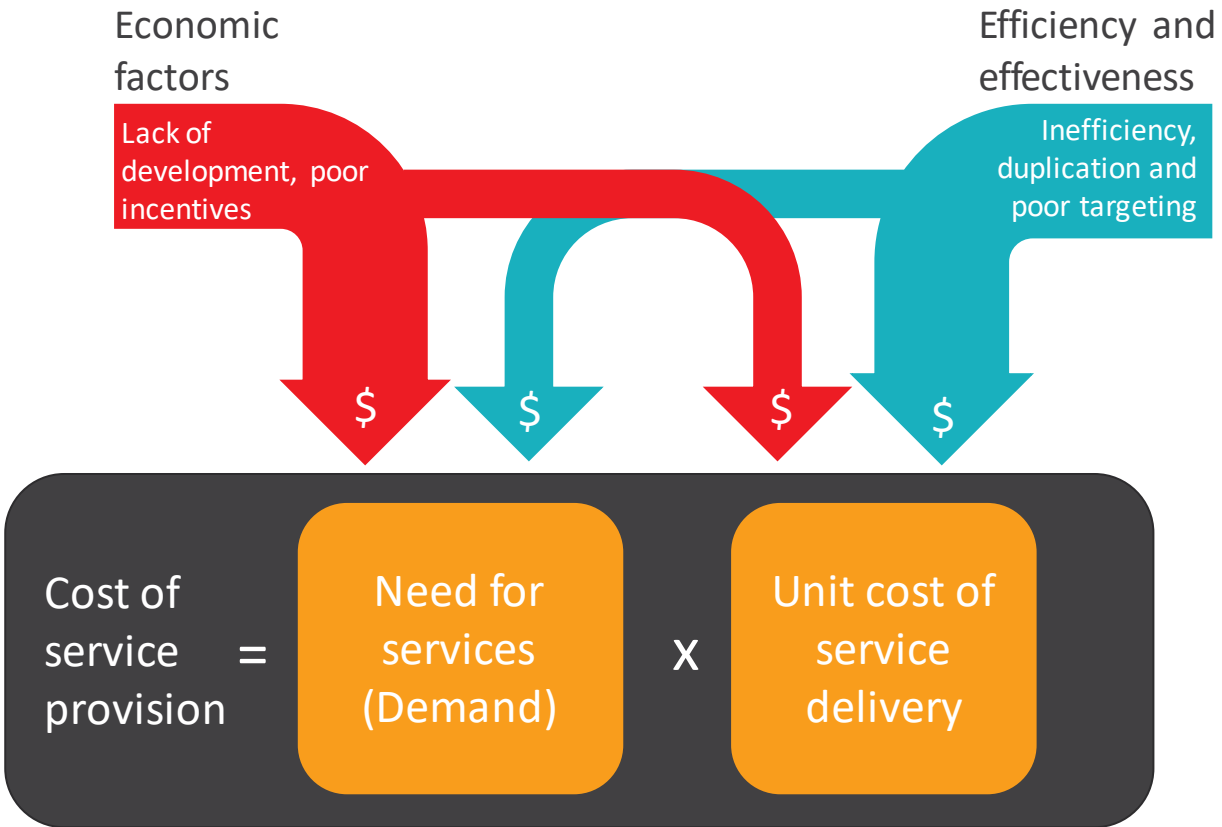 Economic
factors
Efficiency and
effectiveness
Lack of
development, poor
incentives
Inefficiency,
duplication and
poor targeting
$
$
$
$
Cost of
service
provision
=
Need for
services
(Demand)
x
Unit cost of
service
delivery